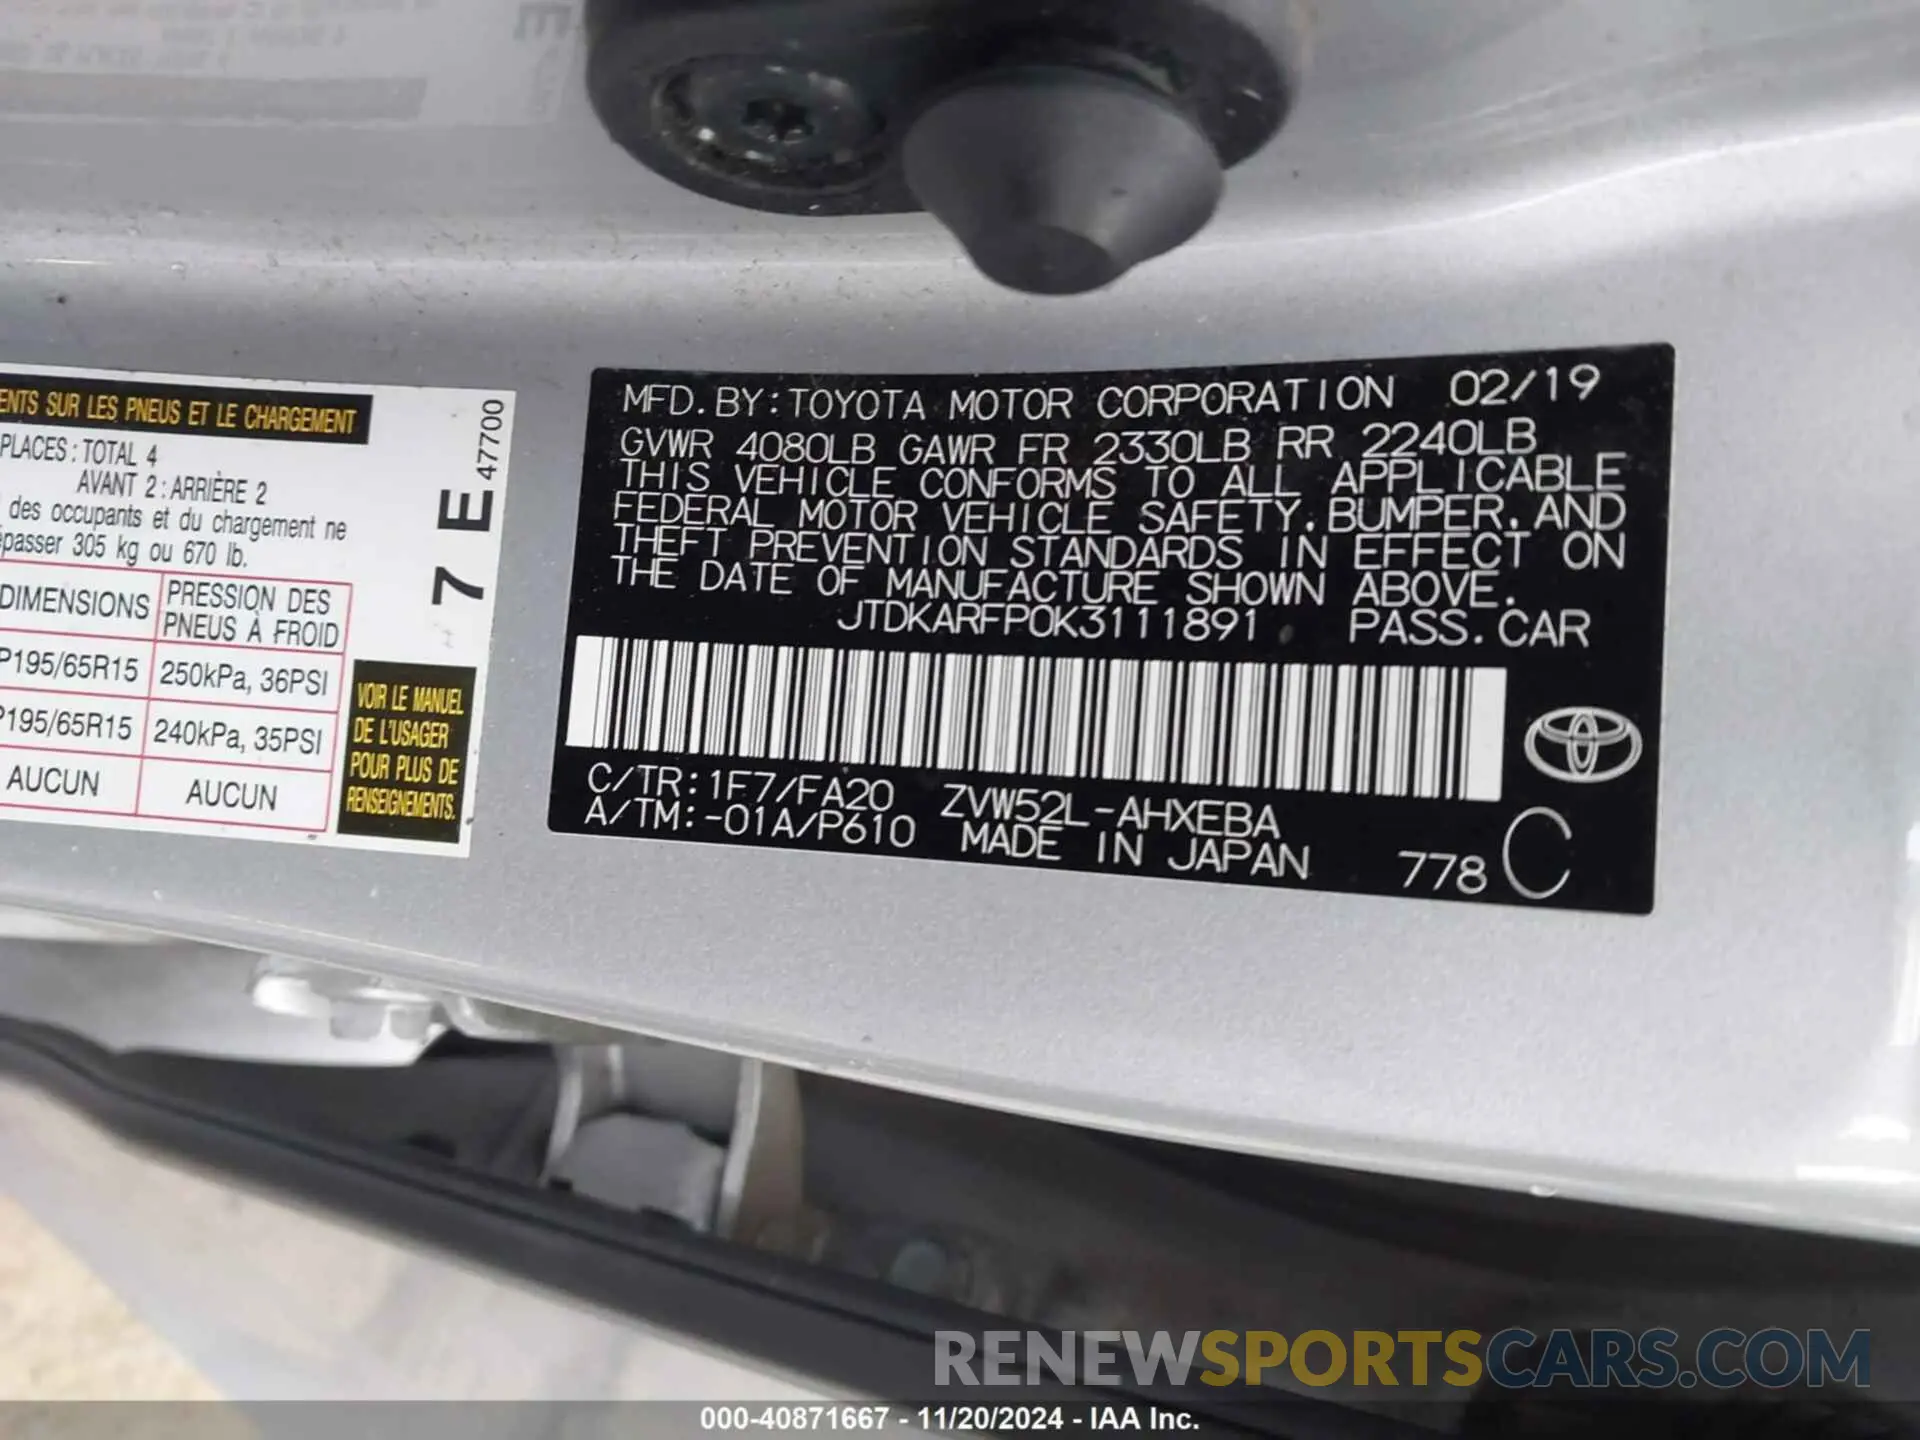 ENTS SUR LES PNEUS ET LE CHARGEMENT
PLACES : TOTAL 4
AVANT 2 : ARRIÈRE 2
des occupants et du chargement ne
passer 305 kg ou 670 lb.
DIMENSIONS PRESSION DES PNEUS À FROID
P195/65R15 250kPa, 36PSI
P195/65R15 240kPa, 35PSI
AUCUN AUCUN
7 E 47700
VOIR LE MANUEL
DE L'USAGER
POUR PLUS DE
RENSEIGNEMENTS.
MFD. BY: TOYOTA MOTOR CORPORATION 02/19
GVWR 4080LB GAWR FR 2330LB RR 2240LB
THIS VEHICLE CONFORMS TO ALL APPLICABLE
FEDERAL MOTOR VEHICLE SAFETY, BUMPER, AND
THEFT PREVENTION STANDARDS IN EFFECT ON
THE DATE OF MANUFACTURE SHOWN ABOVE.
JTDKARFP0K3111891 PASS. CAR
C/TR: 1F7/FA20 ZVW52L-AHXEBA
A/TM: -01A/P610 MADE IN JAPAN 778 C
RENEWSPORTSCARS.COM
000-40871667 - 11/20/2024 - IAA Inc.